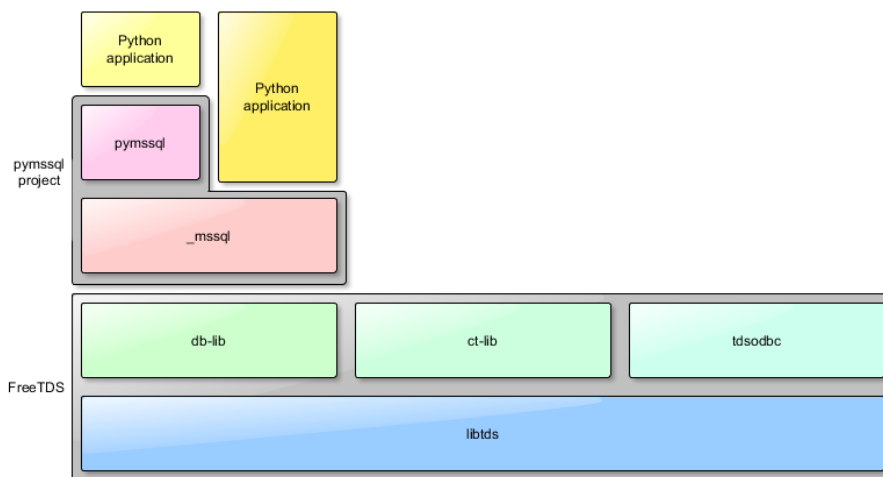 Python
application
Python
application
pymssql
pymssql
project
_mssql
db-lib
ct-lib
tdsodbc
FreeTDS
libtds